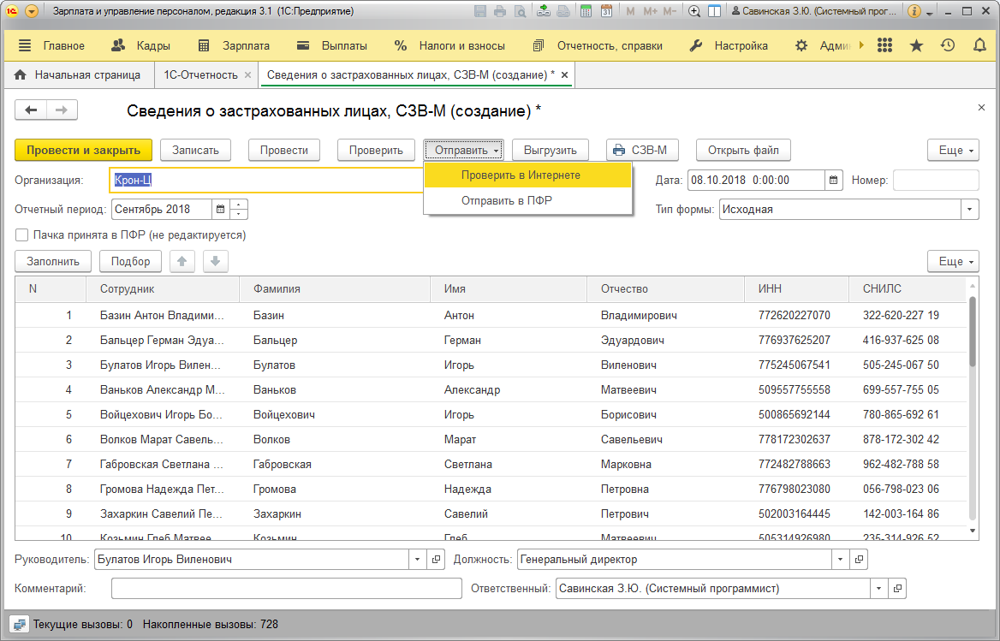 Зарплата и управление персоналом, редакция 3.1 (1С:Предприятие) M M+ M- Савинская З.Ю. (Системный прог...
Главное Кадры Зарплата Выплаты Налоги и взносы Отчетность, справки Настройка Адми
Начальная страница 1С-Отчетность × Сведения о застрахованных лицах, СЗВ-М (создание) * ×
Сведения о застрахованных лицах, СЗВ-М (создание) *
Провести и закрыть Записать Провести Проверить Отправить Выгрузить СЗВ-М Открыть файл Еще
Проверить в Интернете
Отправить в ПФР
Организация: Крон-Ц Дата: 08.10.2018 0:00:00 Номер:
Отчетный период: Сентябрь 2018 Тип формы: Исходная
Пачка принята в ПФР (не редактируется)
Заполнить Подбор Еще
N Сотрудник Фамилия Имя Отчество ИНН СНИЛС
1 Базин Антон Владими... Базин Антон Владимирович 772620227070 322-620-227 19
2 Бальцер Герман Эдуа... Бальцер Герман Эдуардович 776937625207 416-937-625 08
3 Булатов Игорь Вилен... Булатов Игорь Виленович 775245067541 505-245-067 50
4 Ваньков Александр М... Ваньков Александр Матвеевич 509557755558 699-557-755 05
5 Войцехович Игорь Бо... Войцехович Игорь Борисович 500865692144 780-865-692 61
6 Волков Марат Савель... Волков Марат Савельевич 778172302637 878-172-302 42
7 Габровская Светлана ... Габровская Светлана Марковна 772482788663 962-482-788 58
8 Громова Надежда Пет... Громова Надежда Петровна 776798023080 056-798-023 06
9 Захаркин Савелий Пе... Захаркин Савелий Петрович 502003164445 142-003-164 86
10 Козьмин Глеб Матвее... Козьмин Глеб Матвеевич 505314926980 235-314-926 52
Руководитель: Булатов Игорь Виленович Должность: Генеральный директор
Комментарий: Ответственный: Савинская З.Ю. (Системный программист)
Текущие вызовы: 0 Накопленные вызовы: 728